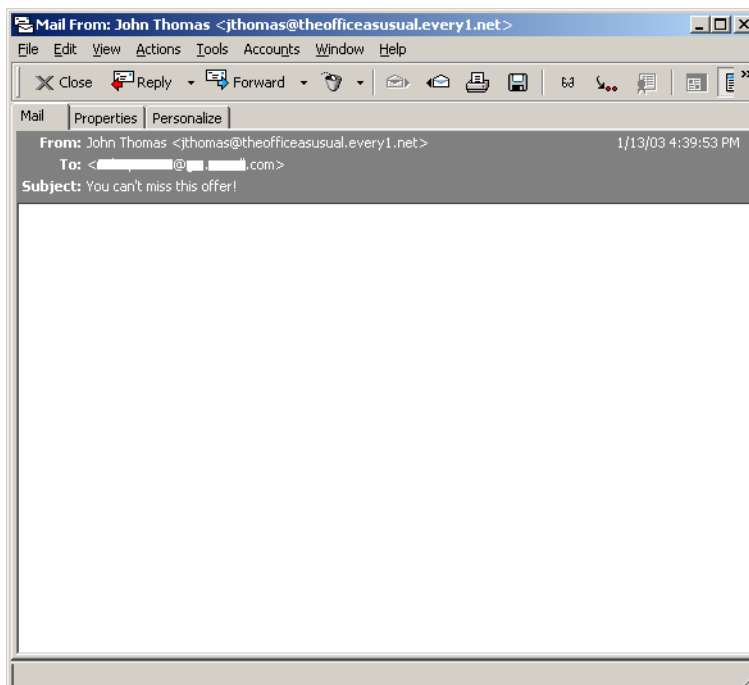 Mail From: John Thomas <jthomas@theofficeasusual.every1.net>
File Edit View Actions Tools Accounts Window Help
Close Reply Forward
Mail Properties Personalize
From: John Thomas <jthomas@theofficeasusual.every1.net> 1/13/03 4:39:53 PM
To: < @ . .com>
Subject: You can't miss this offer!